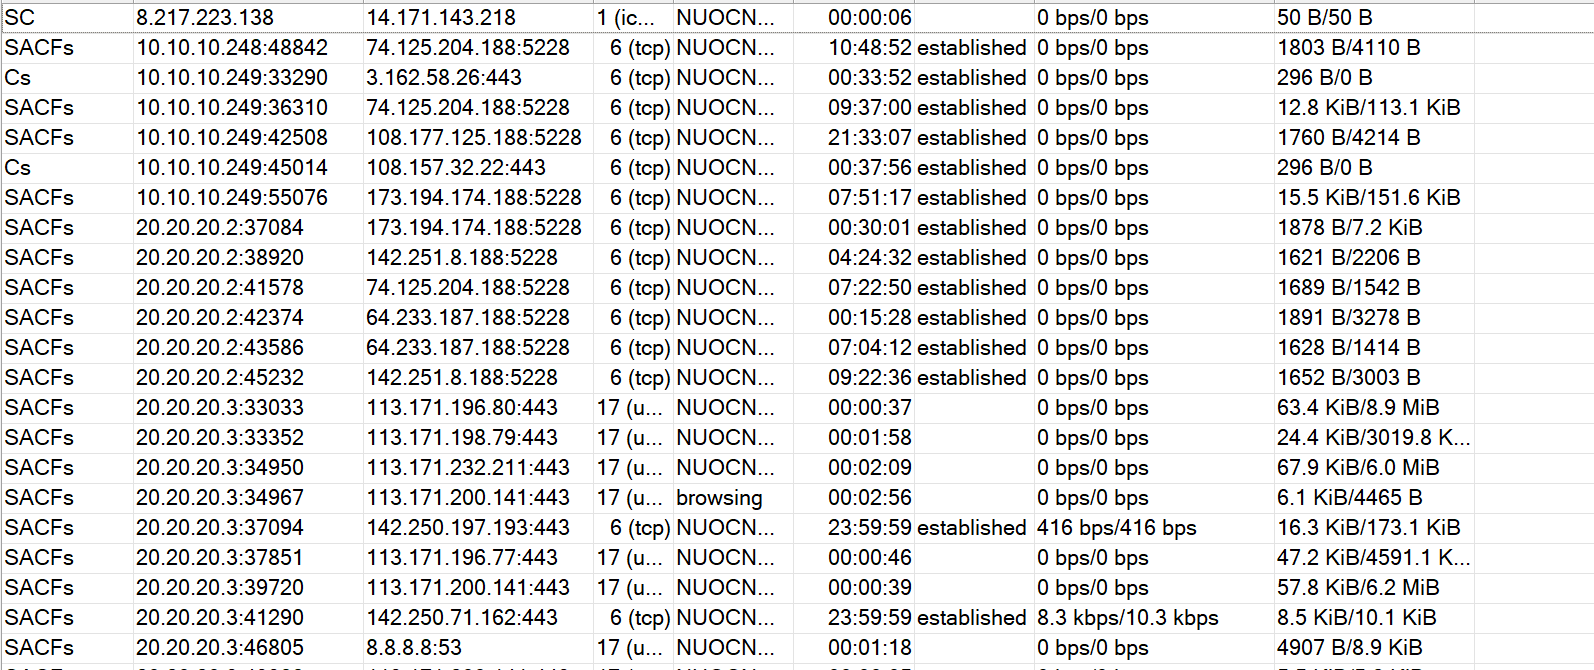 SC 8.217.223.138 14.171.143.218 1 (ic... NUOCN... 00:00:06 0 bps/0 bps 50 B/50 B
SACFs 10.10.10.248:48842 74.125.204.188:5228 6 (tcp) NUOCN... 10:48:52 established 0 bps/0 bps 1803 B/4110 B
Cs 10.10.10.249:33290 3.162.58.26:443 6 (tcp) NUOCN... 00:33:52 established 0 bps/0 bps 296 B/0 B
SACFs 10.10.10.249:36310 74.125.204.188:5228 6 (tcp) NUOCN... 09:37:00 established 0 bps/0 bps 12.8 KiB/113.1 KiB
SACFs 10.10.10.249:42508 108.177.125.188:5228 6 (tcp) NUOCN... 21:33:07 established 0 bps/0 bps 1760 B/4214 B
Cs 10.10.10.249:45014 108.157.32.22:443 6 (tcp) NUOCN... 00:37:56 established 0 bps/0 bps 296 B/0 B
SACFs 10.10.10.249:55076 173.194.174.188:5228 6 (tcp) NUOCN... 07:51:17 established 0 bps/0 bps 15.5 KiB/151.6 KiB
SACFs 20.20.20.2:37084 173.194.174.188:5228 6 (tcp) NUOCN... 00:30:01 established 0 bps/0 bps 1878 B/7.2 KiB
SACFs 20.20.20.2:38920 142.251.8.188:5228 6 (tcp) NUOCN... 04:24:32 established 0 bps/0 bps 1621 B/2206 B
SACFs 20.20.20.2:41578 74.125.204.188:5228 6 (tcp) NUOCN... 07:22:50 established 0 bps/0 bps 1689 B/1542 B
SACFs 20.20.20.2:42374 64.233.187.188:5228 6 (tcp) NUOCN... 00:15:28 established 0 bps/0 bps 1891 B/3278 B
SACFs 20.20.20.2:43586 64.233.187.188:5228 6 (tcp) NUOCN... 07:04:12 established 0 bps/0 bps 1628 B/1414 B
SACFs 20.20.20.2:45232 142.251.8.188:5228 6 (tcp) NUOCN... 09:22:36 established 0 bps/0 bps 1652 B/3003 B
SACFs 20.20.20.3:33033 113.171.196.80:443 17 (u... NUOCN... 00:00:37 0 bps/0 bps 63.4 KiB/8.9 MiB
SACFs 20.20.20.3:33352 113.171.198.79:443 17 (u... NUOCN... 00:01:58 0 bps/0 bps 24.4 KiB/3019.8 K...
SACFs 20.20.20.3:34950 113.171.232.211:443 17 (u... NUOCN... 00:02:09 0 bps/0 bps 67.9 KiB/6.0 MiB
SACFs 20.20.20.3:34967 113.171.200.141:443 17 (u... browsing 00:02:56 0 bps/0 bps 6.1 KiB/4465 B
SACFs 20.20.20.3:37094 142.250.197.193:443 6 (tcp) NUOCN... 23:59:59 established 416 bps/416 bps 16.3 KiB/173.1 KiB
SACFs 20.20.20.3:37851 113.171.196.77:443 17 (u... NUOCN... 00:00:46 0 bps/0 bps 47.2 KiB/4591.1 K...
SACFs 20.20.20.3:39720 113.171.200.141:443 17 (u... NUOCN... 00:00:39 0 bps/0 bps 57.8 KiB/6.2 MiB
SACFs 20.20.20.3:41290 142.250.71.162:443 6 (tcp) NUOCN... 23:59:59 established 8.3 kbps/10.3 kbps 8.5 KiB/10.1 KiB
SACFs 20.20.20.3:46805 8.8.8.8:53 17 (u... NUOCN... 00:01:18 0 bps/0 bps 4907 B/8.9 KiB